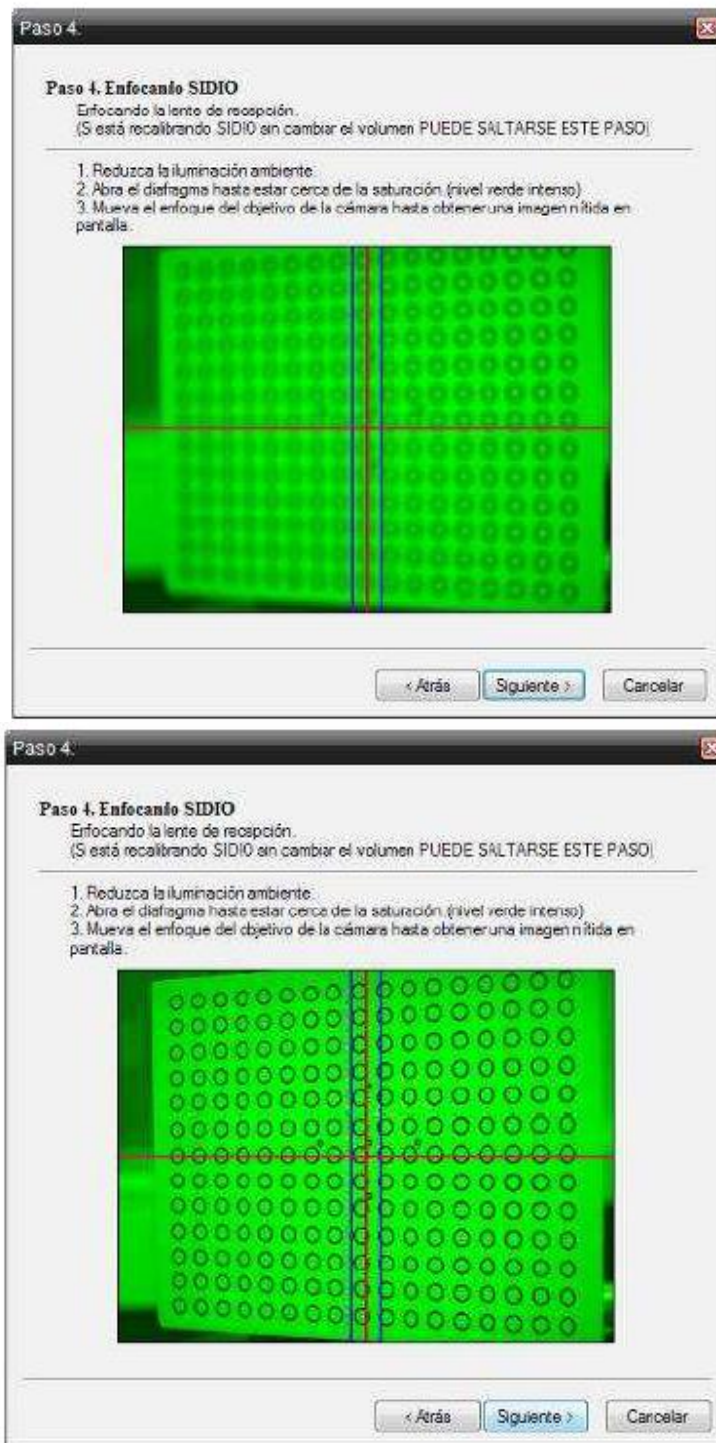 Paso 4.
Paso 4. Enfocando SIDIO
Enfocando la lente de recepción.
(Si está recalibrando SIDIO sin cambiar el volumen PUEDE SALTARSE ESTE PASO)
1. Reduzca la iluminación ambiente.
2. Abra el diafragma hasta estar cerca de la saturación.(nivel verde intenso)
3. Mueva el enfoque del objetivo de la cámara hasta obtener una imagen nítida en
pantalla.
< Atrás
Siguiente >
Cancelar
Paso 4.
Paso 4. Enfocando SIDIO
Enfocando la lente de recepción.
(Si está recalibrando SIDIO sin cambiar el volumen PUEDE SALTARSE ESTE PASO)
1. Reduzca la iluminación ambiente.
2. Abra el diafragma hasta estar cerca de la saturación.(nivel verde intenso)
3. Mueva el enfoque del objetivo de la cámara hasta obtener una imagen nítida en
pantalla.
< Atrás
Siguiente >
Cancelar